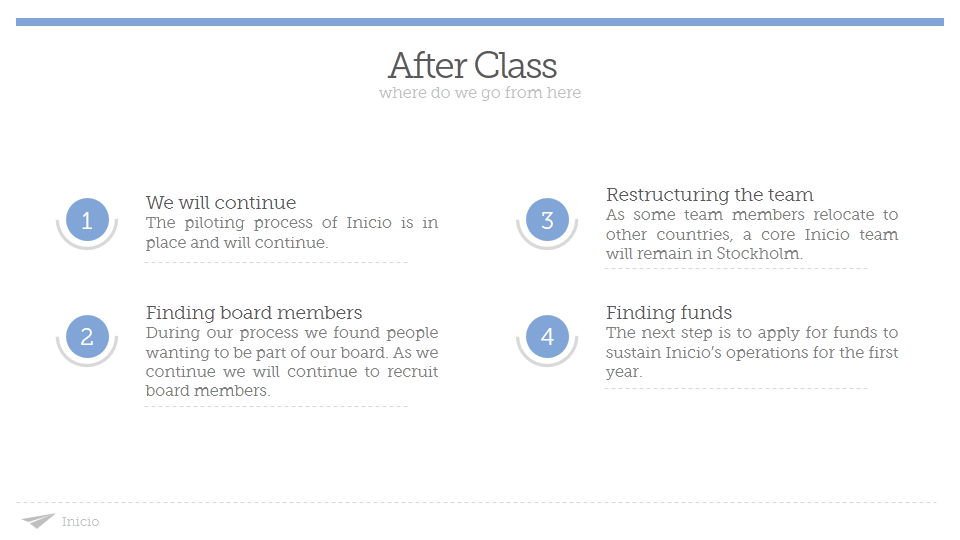 After Class
where do we go from here
1
We will continue
The piloting process of Inicio is in
place and will continue.
2
Finding board members
During our process we found people
wanting to be part of our board. As we
continue we will continue to recruit
board members.
3
Restructuring the team
As some team members relocate to
other countries, a core Inicio team
will remain in Stockholm.
4
Finding funds
The next step is to apply for funds to
sustain Inicio’s operations for the first
year.
Inicio